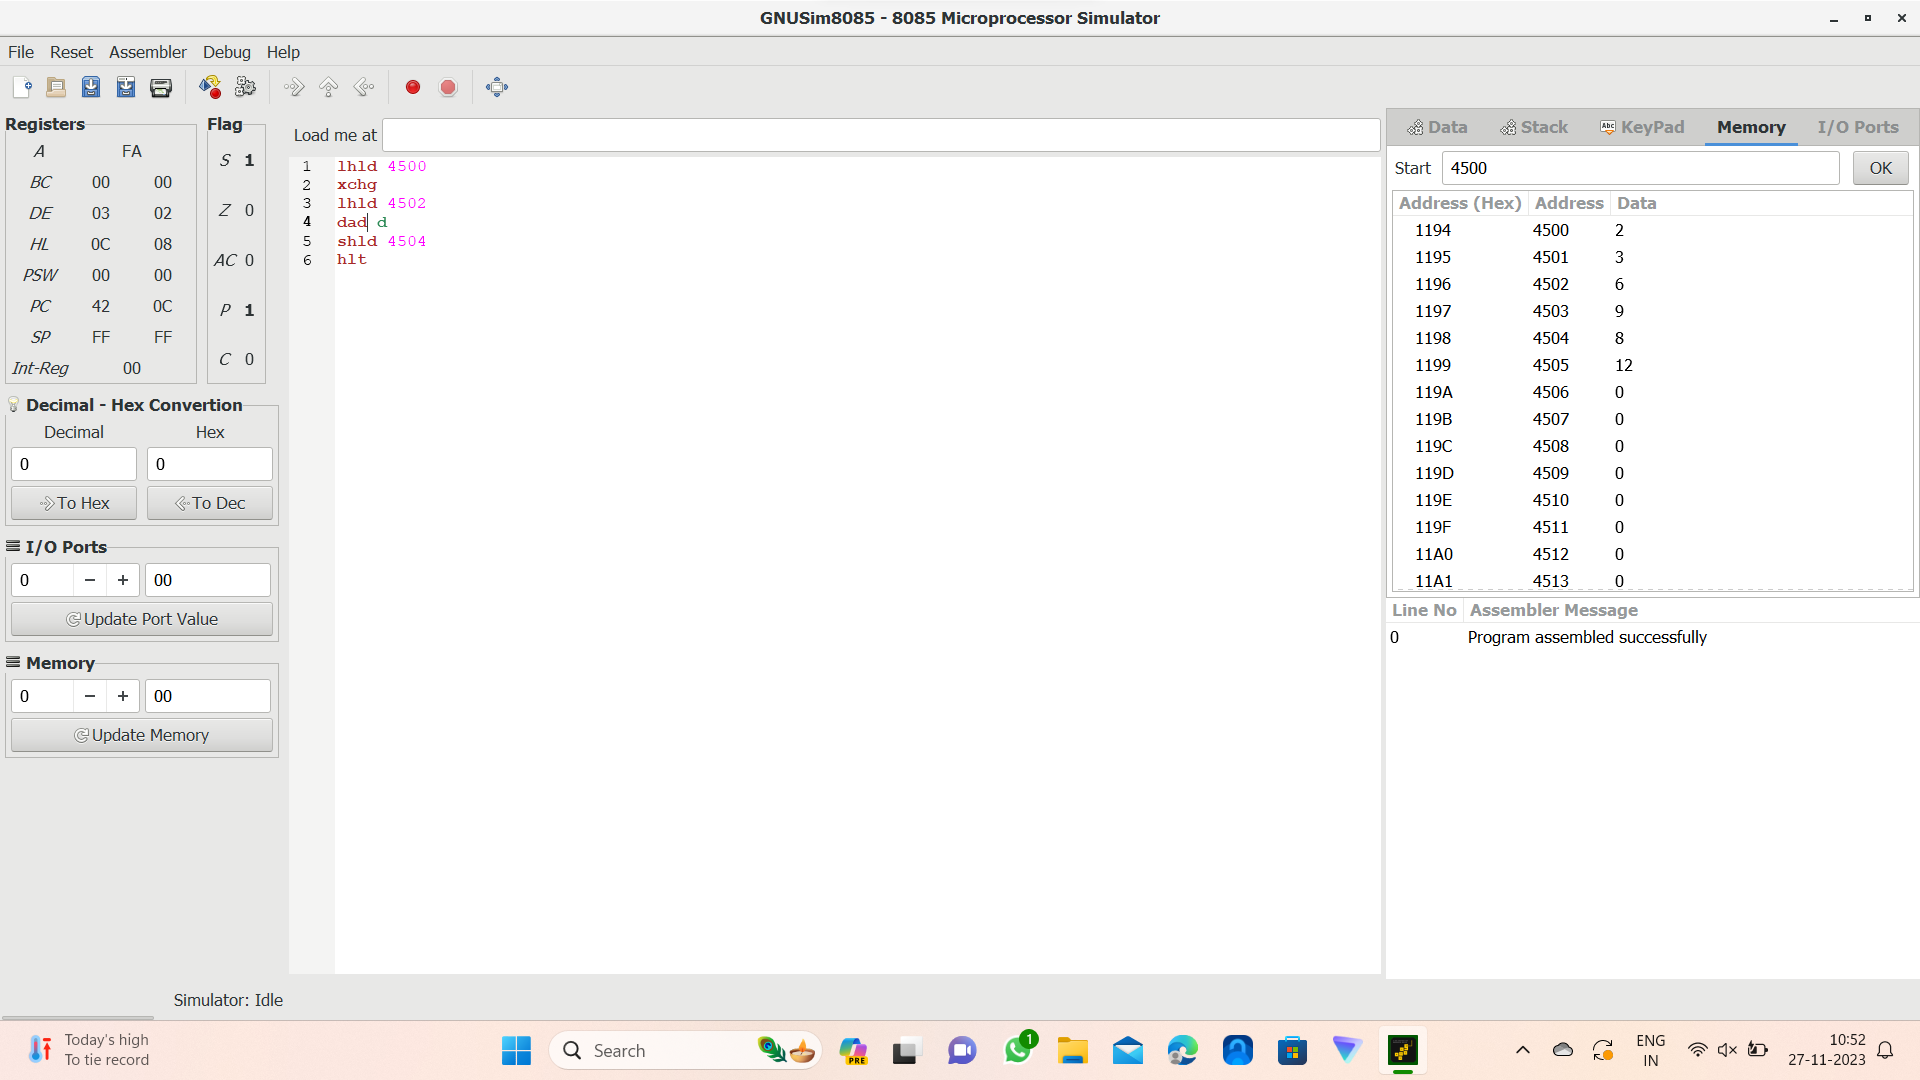 GNUSim8085 - 8085 Microprocessor Simulator
File Reset Assembler Debug Help
Registers
A FA
BC 00 00
DE 03 02
HL 0C 08
PSW 00 00
PC 42 0C
SP FF FF
Int-Reg 00
Flag
S 1
Z 0
AC 0
P 1
C 0
Decimal - Hex Convertion
Decimal Hex
0 0
To Hex To Dec
I/O Ports
0 − + 00
Update Port Value
Memory
0 − + 00
Update Memory
Load me at
1 lhld 4500
2 xchg
3 lhld 4502
4 dad d
5 shld 4504
6 hlt
Data Stack Abc KeyPad Memory I/O Ports
Start 4500 OK
Address (Hex) Address Data
1194 4500 2
1195 4501 3
1196 4502 6
1197 4503 9
1198 4504 8
1199 4505 12
119A 4506 0
119B 4507 0
119C 4508 0
119D 4509 0
119E 4510 0
119F 4511 0
11A0 4512 0
11A1 4513 0
Line No Assembler Message
0 Program assembled successfully
Simulator: Idle
Today's high
To tie record
Search
PRE
1
ENG
IN
10:52
27-11-2023